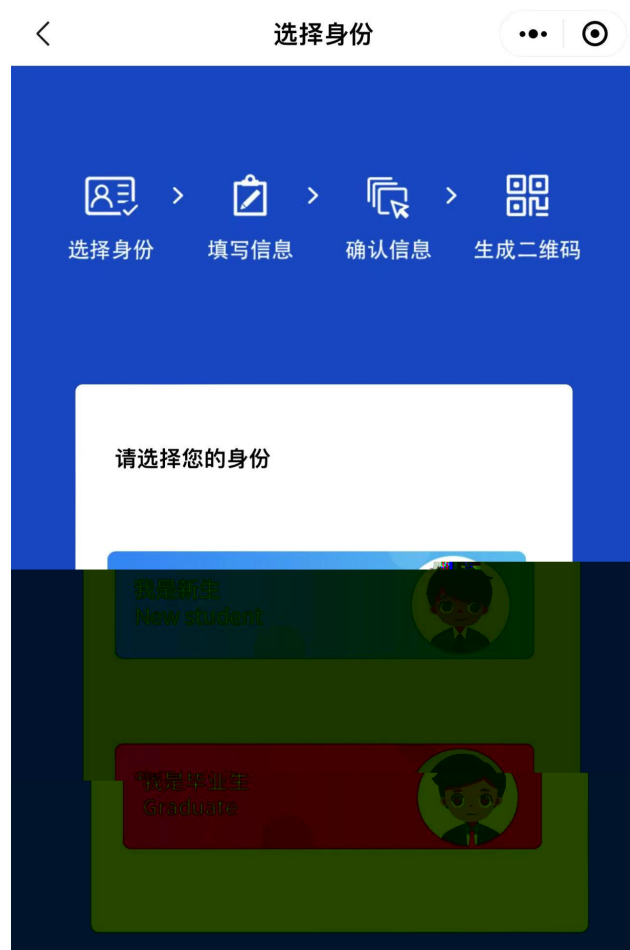 选择身份
选择身份
填写信息
确认信息
生成二维码
请选择您的身份
我是新生
New student
我是毕业生
Graduate